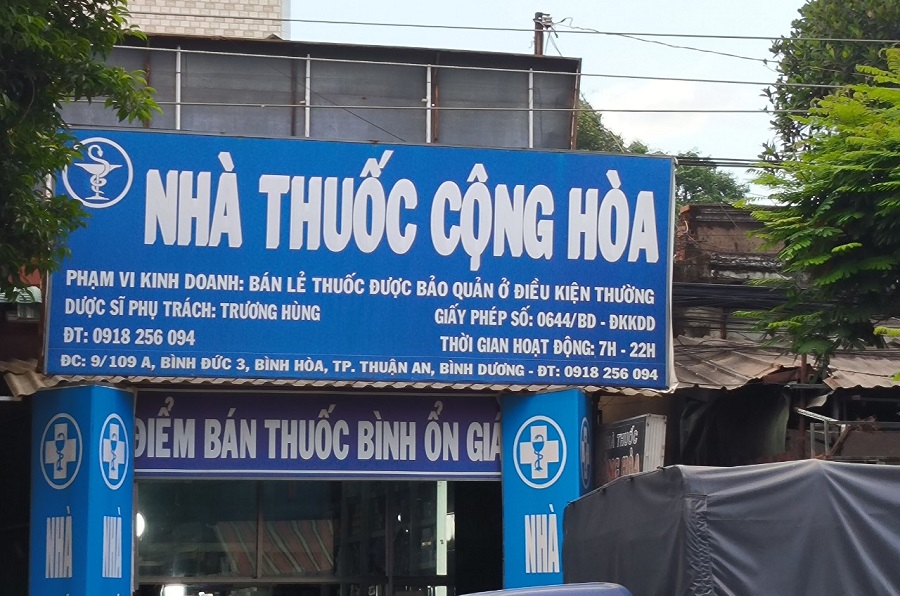 NHÀ THUỐC CỘNG HÒA
PHẠM VI KINH DOANH: BÁN LẺ THUỐC ĐƯỢC BẢO QUẢN Ở ĐIỀU KIỆN THƯỜNG
DƯỢC SĨ PHỤ TRÁCH: TRƯƠNG HÙNG
GIẤY PHÉP SỐ: 0644/BD - ĐKKDD
ĐT: 0918 256 094
THỜI GIAN HOẠT ĐỘNG: 7H - 22H
ĐC: 9/109 A, BÌNH ĐỨC 3, BÌNH HÒA, TP. THUẬN AN, BÌNH DƯƠNG - ĐT: 0918 256 094
ĐIỂM BÁN THUỐC BÌNH ỔN GIÁ
NHÀ
NHÀ
NHÀ
THUỐC